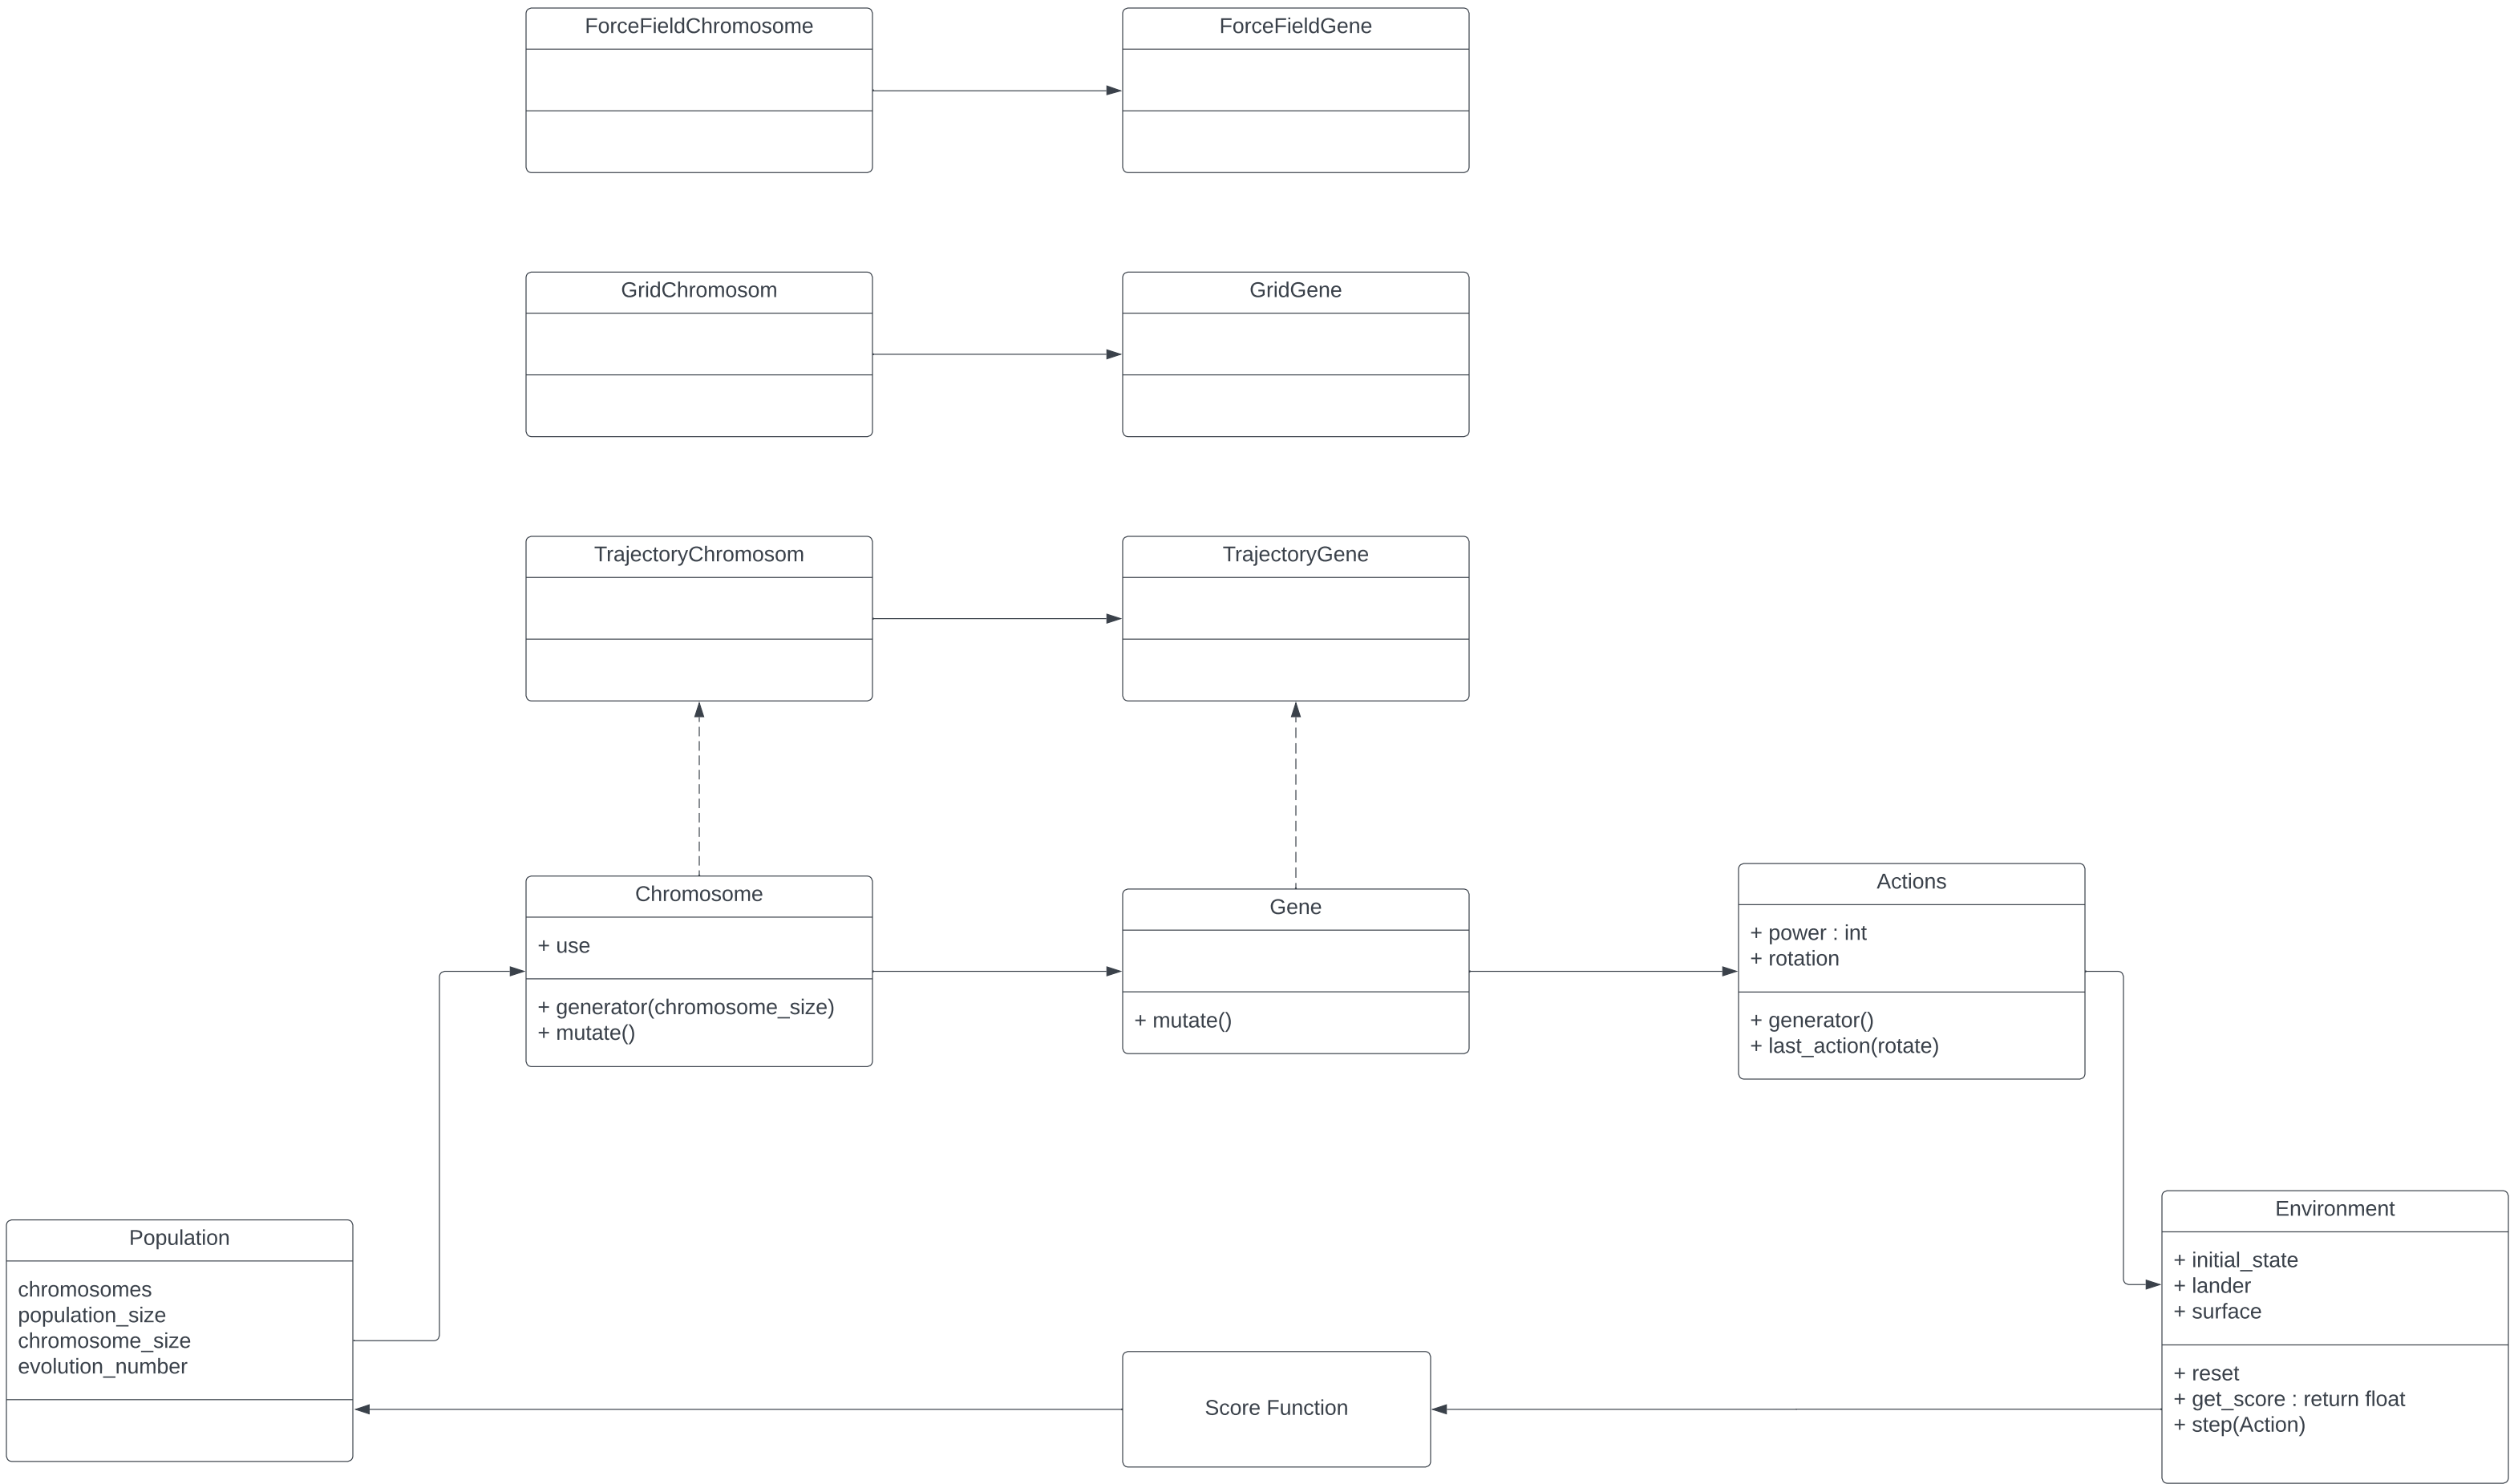 ForceFieldChromosome
ForceFieldGene
GridChromosom
GridGene
TrajectoryChromosom
TrajectoryGene
Chromosome
+ use
+ generator(chromosome_size)
+ mutate()
Gene
+ mutate()
Actions
+ power : int
+ rotation
+ generator()
+ last_action(rotate)
Population
chromosomes
population_size
chromosome_size
evolution_number
Score Function
Environment
+ initial_state
+ lander
+ surface
+ reset
+ get_score : return float
+ step(Action)